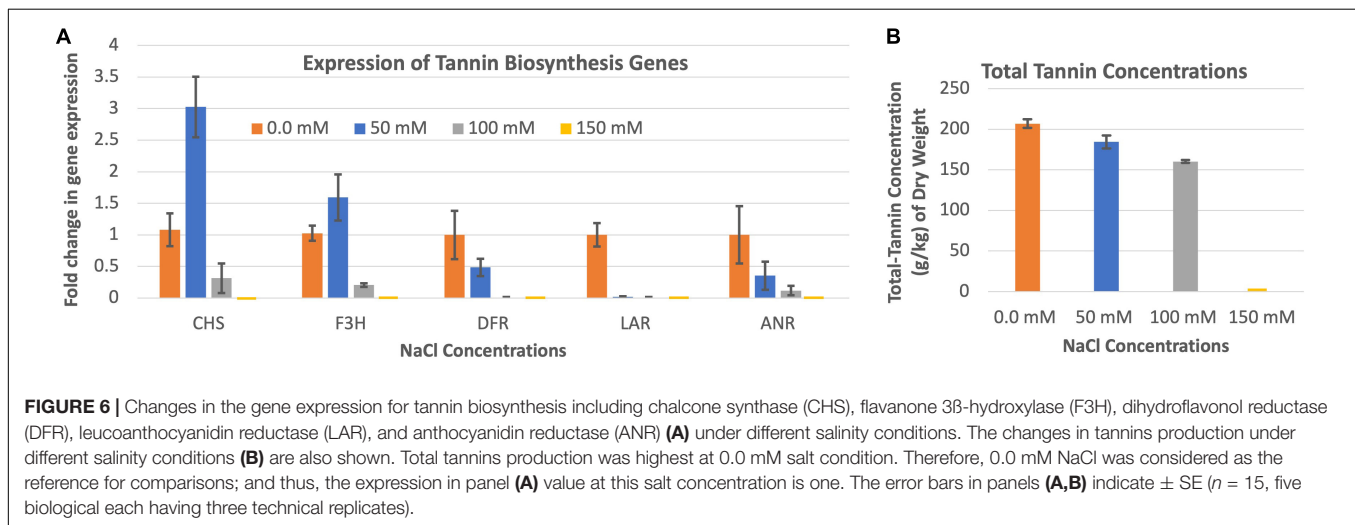 A
Expression of Tannin Biosynthesis Genes
0.0 mM 50 mM 100 mM 150 mM
Fold change in gene expression
4
3.5
3
2.5
2
1.5
1
0.5
0
CHS F3H DFR LAR ANR
NaCl Concentrations
B
Total Tannin Concentrations
Total-Tannin Concentration
(g/kg) of Dry Weight
250
200
150
100
50
0
0.0 mM 50 mM 100 mM 150 mM
NaCl Concentrations
FIGURE 6 | Changes in the gene expression for tannin biosynthesis including chalcone synthase (CHS), flavanone 3ß-hydroxylase (F3H), dihydroflavonol reductase
(DFR), leucoanthocyanidin reductase (LAR), and anthocyanidin reductase (ANR) (A) under different salinity conditions. The changes in tannins production under
different salinity conditions (B) are also shown. Total tannins production was highest at 0.0 mM salt condition. Therefore, 0.0 mM NaCl was considered as the
reference for comparisons; and thus, the expression in panel (A) value at this salt concentration is one. The error bars in panels (A,B) indicate ± SE (n = 15, five
biological each having three technical replicates).